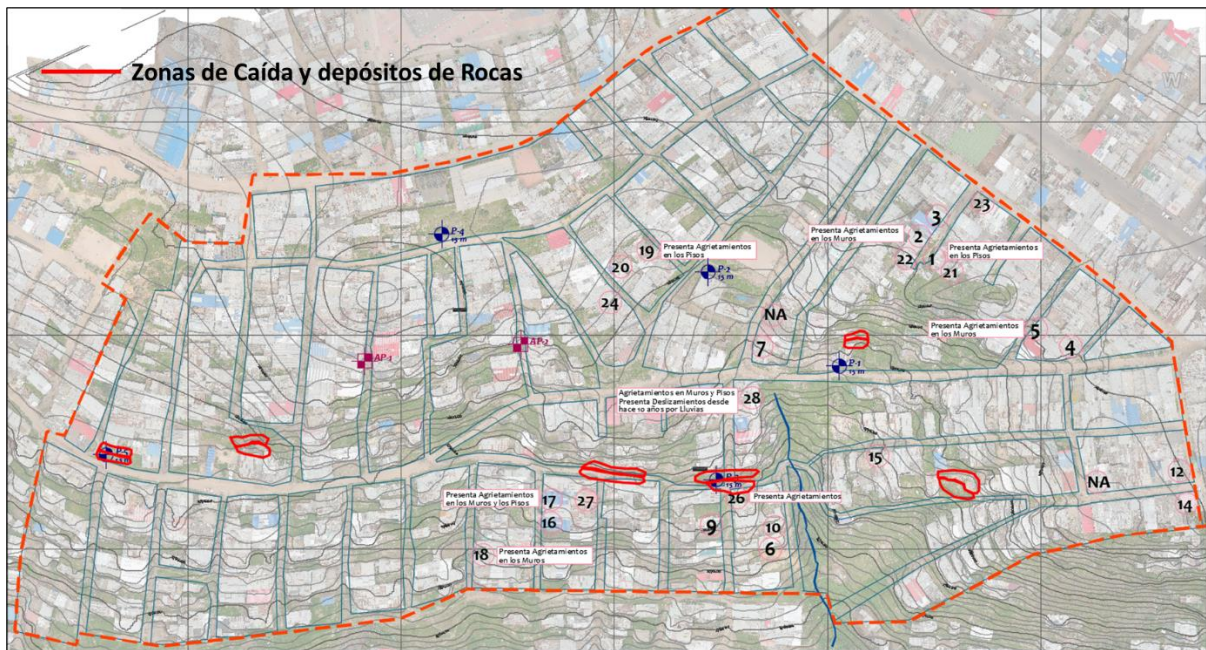 Zonas de Caída y depósitos de Rocas
W
P-4
15 m
19
Presenta Agrietamientos
en los Pisos
20
24
P-2
15 m
Presenta Agrietamientos
en los Muros
3
23
2
22
1
21
Presenta Agrietamientos
en los Pisos
NA
7
Presenta Agrietamientos
en los Muros
5
4
AP-1
AP-2
P-1
15 m
Agrietamientos en Muros y Pisos
Presenta Deslizamientos desde
hace 10 años por Lluvias
28
15
NA
12
14
15 m
26
Presenta Agrietamientos
Presenta Agrietamientos
en los Muros y los Pisos
17
27
16
9
10
6
18
Presenta Agrietamientos
en los Muros